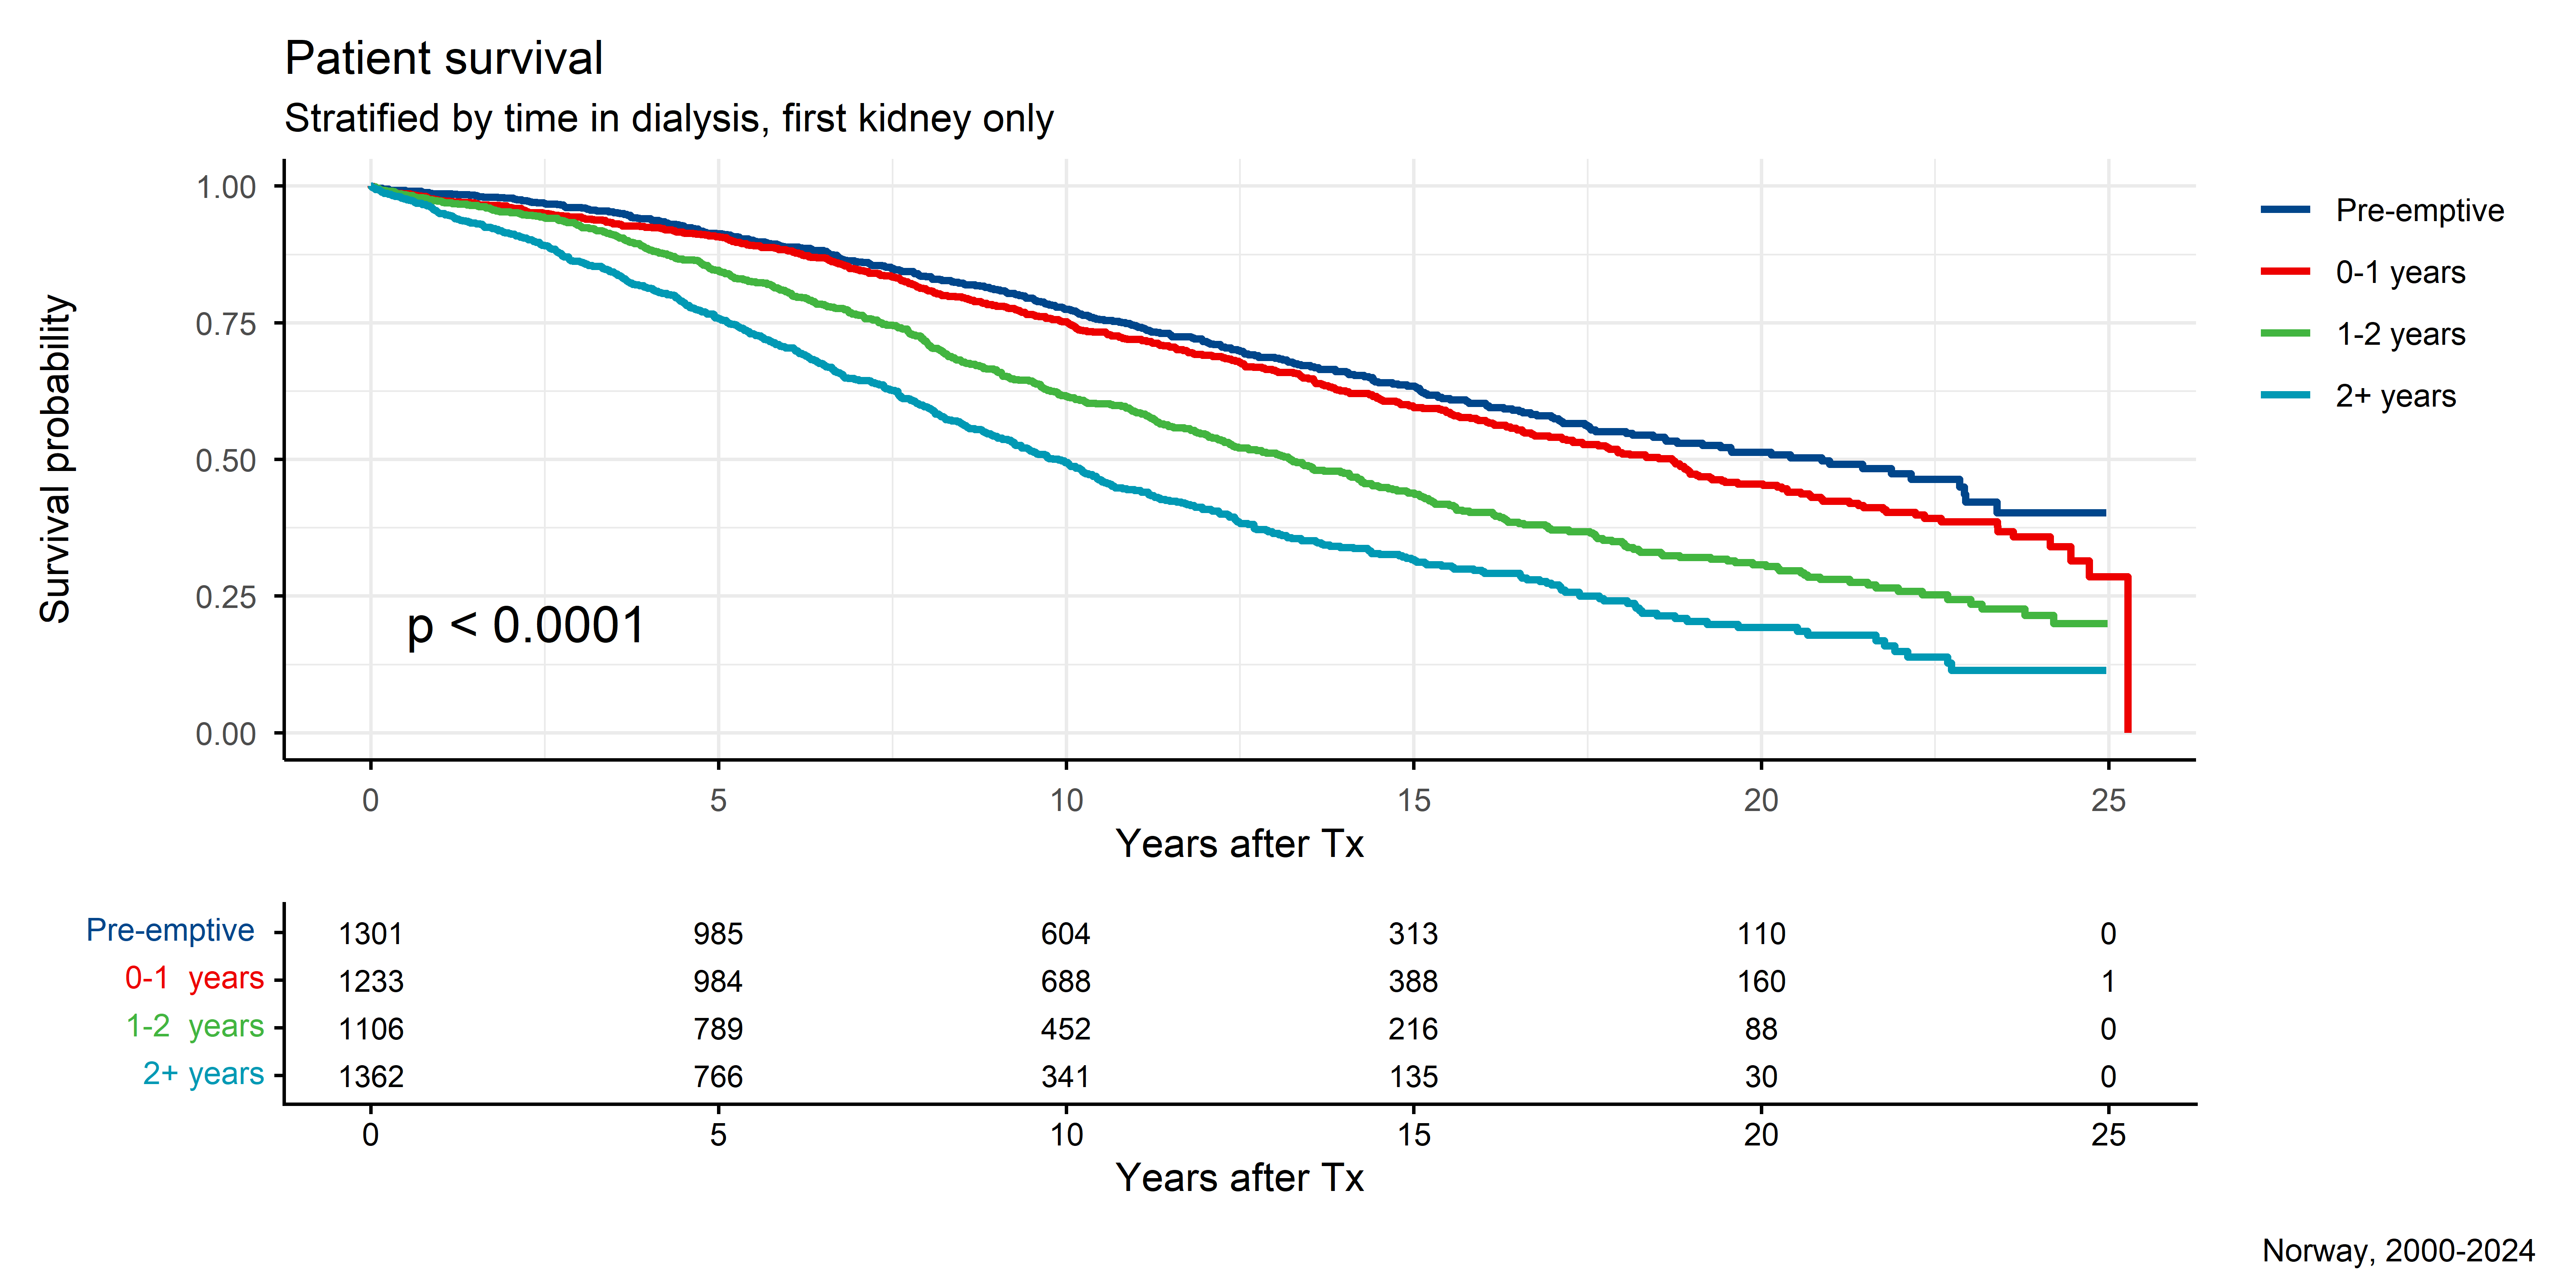 Patient survival
Stratified by time in dialysis, first kidney only
Survival probability
1.00
0.75
0.50
0.25
0.00
p < 0.0001
0 5 10 15 20 25
Years after Tx
Pre-emptive
0-1 years
1-2 years
2+ years
Pre-emptive 1301 985 604 313 110 0
0-1 years 1233 984 688 388 160 1
1-2 years 1106 789 452 216 88 0
2+ years 1362 766 341 135 30 0
0 5 10 15 20 25
Years after Tx
Norway, 2000-2024